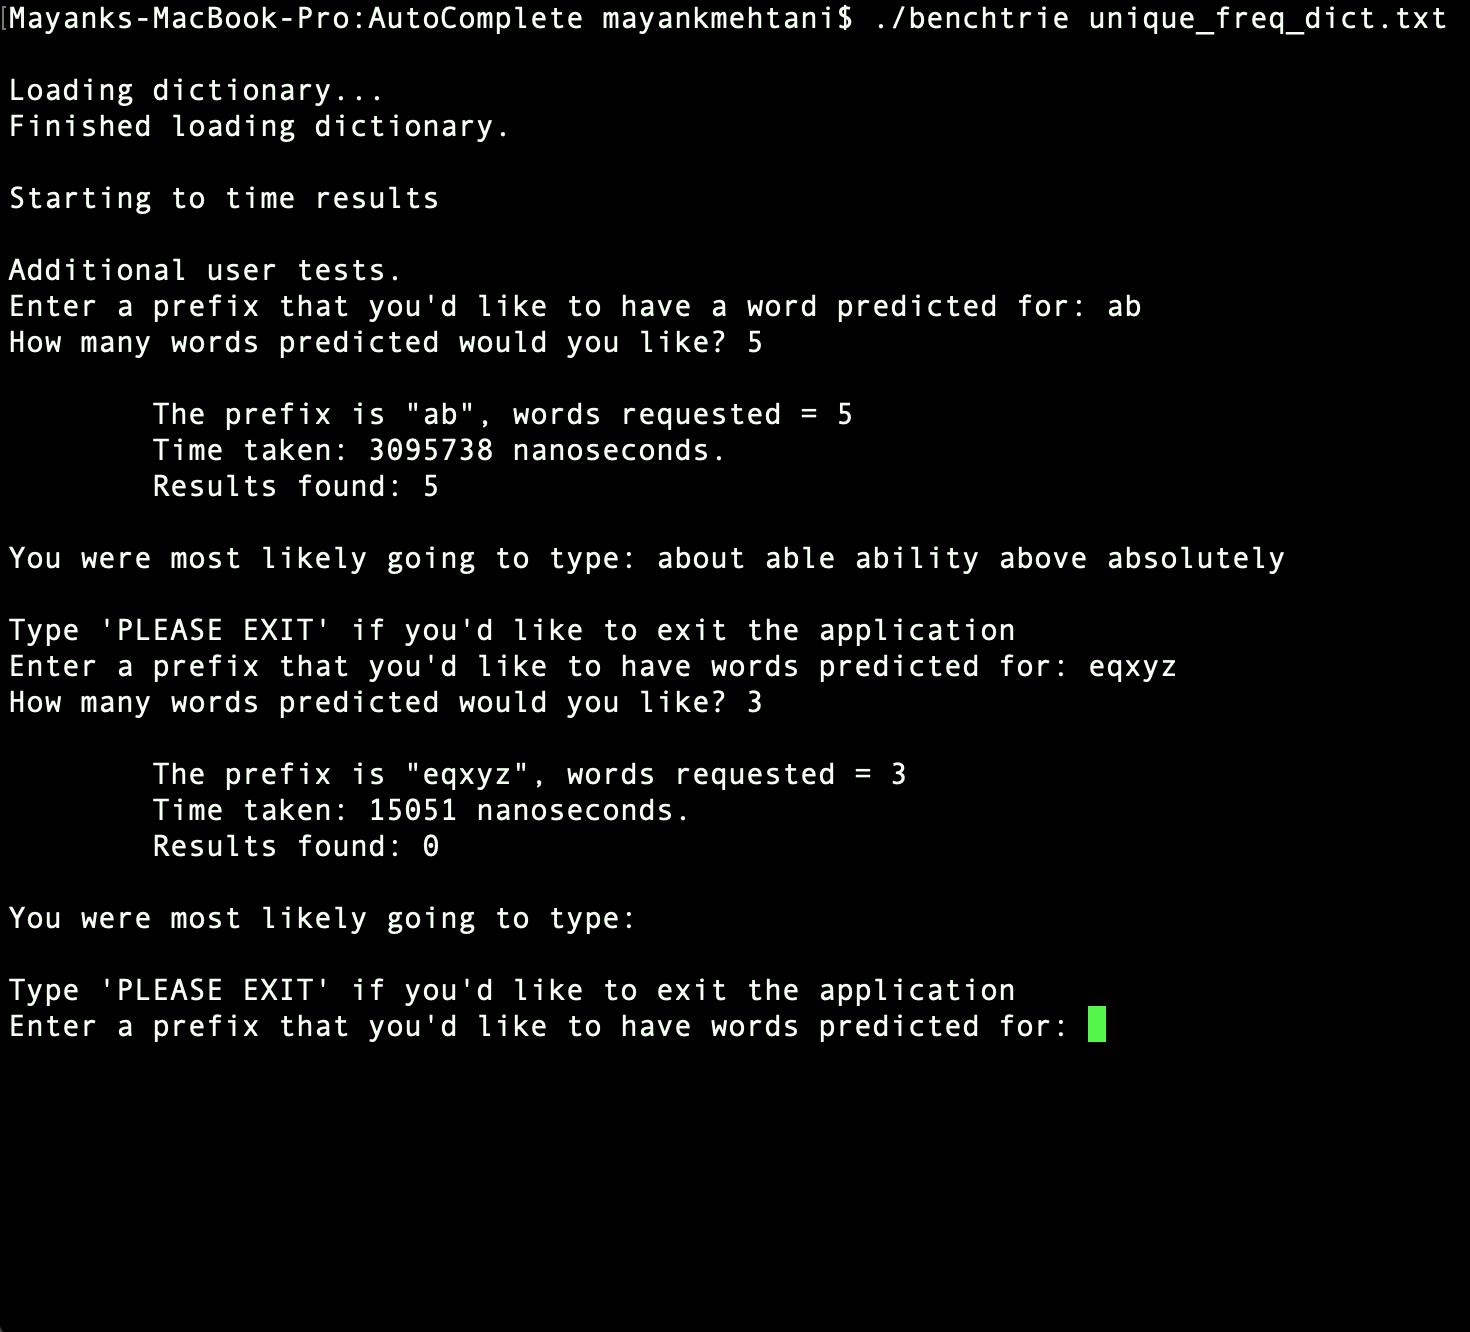 [Mayanks-MacBook-Pro:AutoComplete mayankmehtani$ ./benchtrie unique_freq_dict.txt
Loading dictionary...
Finished loading dictionary.
Starting to time results
Additional user tests.
Enter a prefix that you'd like to have a word predicted for: ab
How many words predicted would you like? 5
The prefix is "ab", words requested = 5
Time taken: 3095738 nanoseconds.
Results found: 5
You were most likely going to type: about able ability above absolutely
Type 'PLEASE EXIT' if you'd like to exit the application
Enter a prefix that you'd like to have words predicted for: eqxyz
How many words predicted would you like? 3
The prefix is "eqxyz", words requested = 3
Time taken: 15051 nanoseconds.
Results found: 0
You were most likely going to type:
Type 'PLEASE EXIT' if you'd like to exit the application
Enter a prefix that you'd like to have words predicted for: